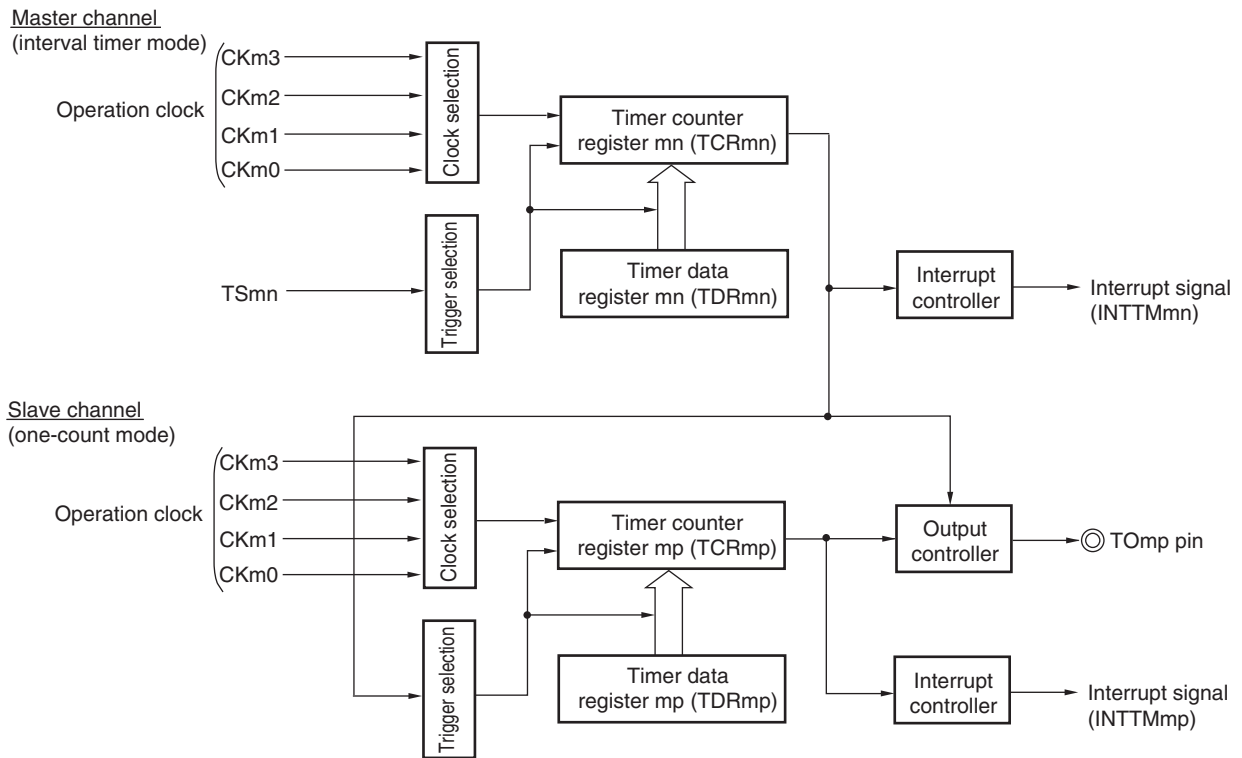 Master channel
(interval timer mode)
Operation clock
CKm3
CKm2
CKm1
CKm0
Clock selection
Timer counter
register mn (TCRmn)
TSmn
Trigger selection
Timer data
register mn (TDRmn)
Interrupt
controller
Interrupt signal
(INTTMmn)
Slave channel
(one-count mode)
Operation clock
CKm3
CKm2
CKm1
CKm0
Clock selection
Timer counter
register mp (TCRmp)
Output
controller
TOmp pin
Trigger selection
Timer data
register mp (TDRmp)
Interrupt
controller
Interrupt signal
(INTTMmp)